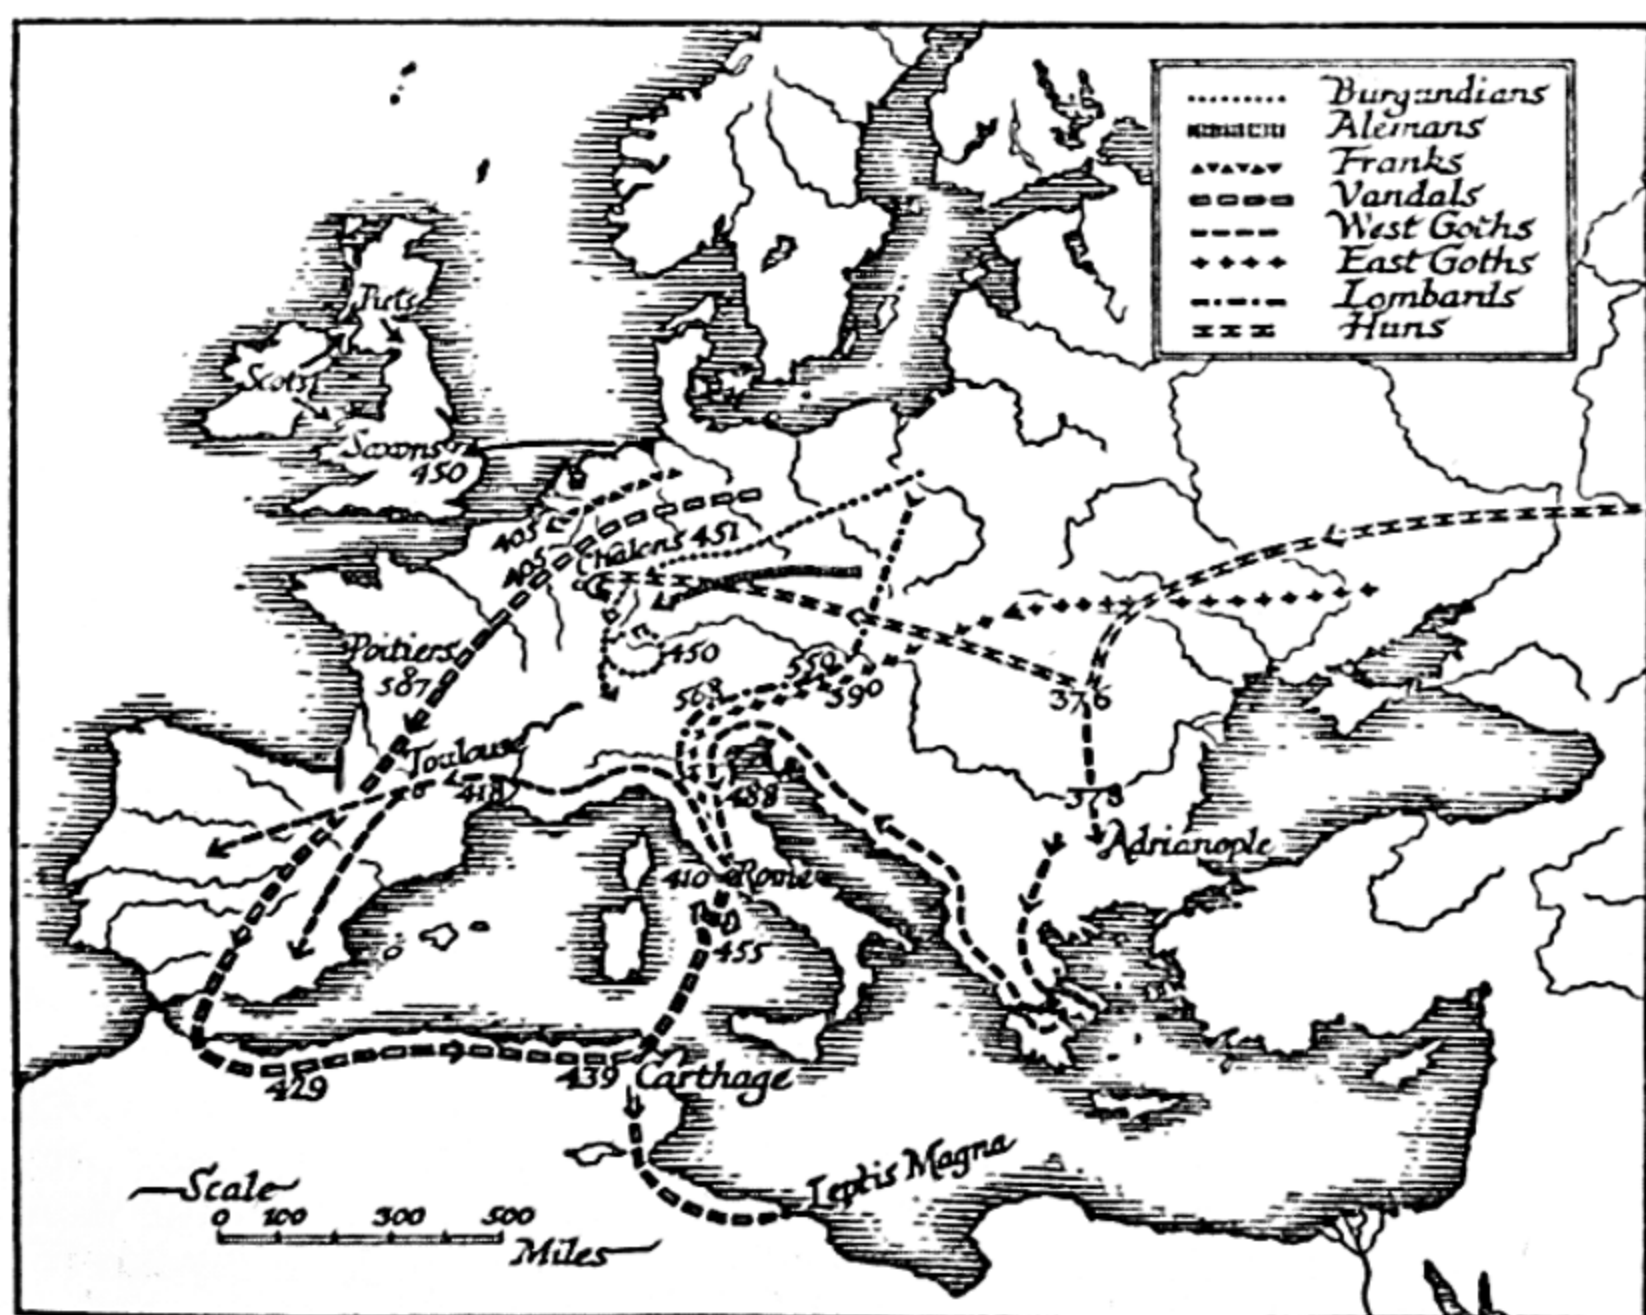 Burgundians
Alemans
Franks
Vandals
West Goths
East Goths
Lombards
Huns
Picts
Scots
Saxons
450
405
405
Chalons 451
Poitiers
587
450
550
590
568
376
Toulouse
418
488
378
Adrianople
410 Rome
455
429
439 Carthage
Leptis Magna
Scale
0 100 300 500
Miles